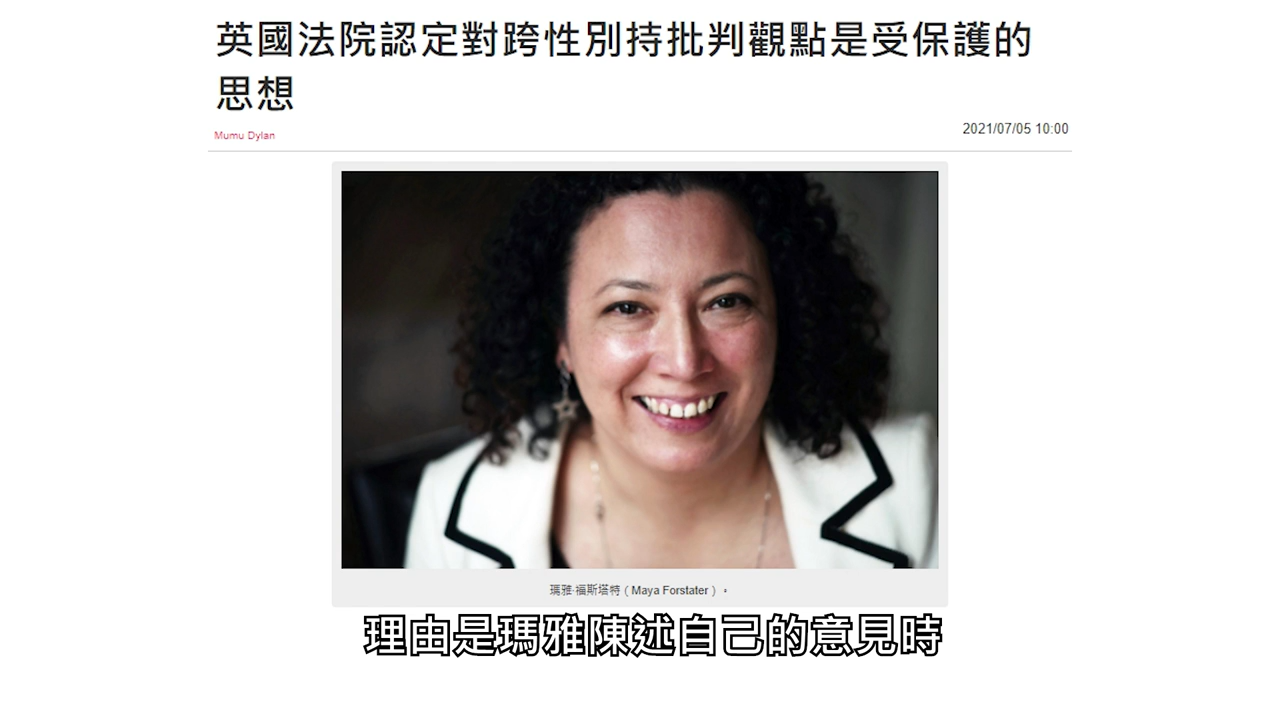 英國法院認定對跨性別持批判觀點是受保護的
思想
Mumu Dylan
2021/07/05 10:00
瑪雅·福斯塔特（Maya Forstater）。
理由是瑪雅陳述自己的意見時